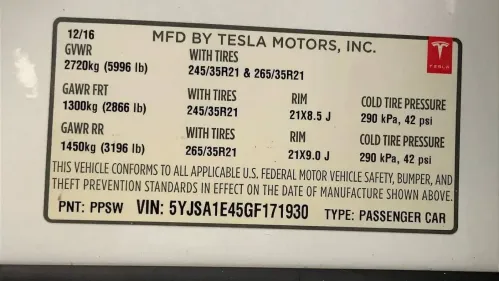 12/16 MFD BY TESLA MOTORS, INC.
TESLA
GVWR WITH TIRES
2720kg (5996 lb) 245/35R21 & 265/35R21
GAWR FRT WITH TIRES RIM COLD TIRE PRESSURE
1300kg (2866 lb) 245/35R21 21X8.5 J 290 kPa, 42 psi
GAWR RR WITH TIRES RIM COLD TIRE PRESSURE
1450kg (3196 lb) 265/35R21 21X9.0 J 290 kPa, 42 psi
THIS VEHICLE CONFORMS TO ALL APPLICABLE U.S. FEDERAL MOTOR VEHICLE SAFETY, BUMPER, AND
THEFT PREVENTION STANDARDS IN EFFECT ON THE DATE OF MANUFACTURE SHOWN ABOVE.
PNT: PPSW VIN: 5YJSA1E45GF171930 TYPE: PASSENGER CAR